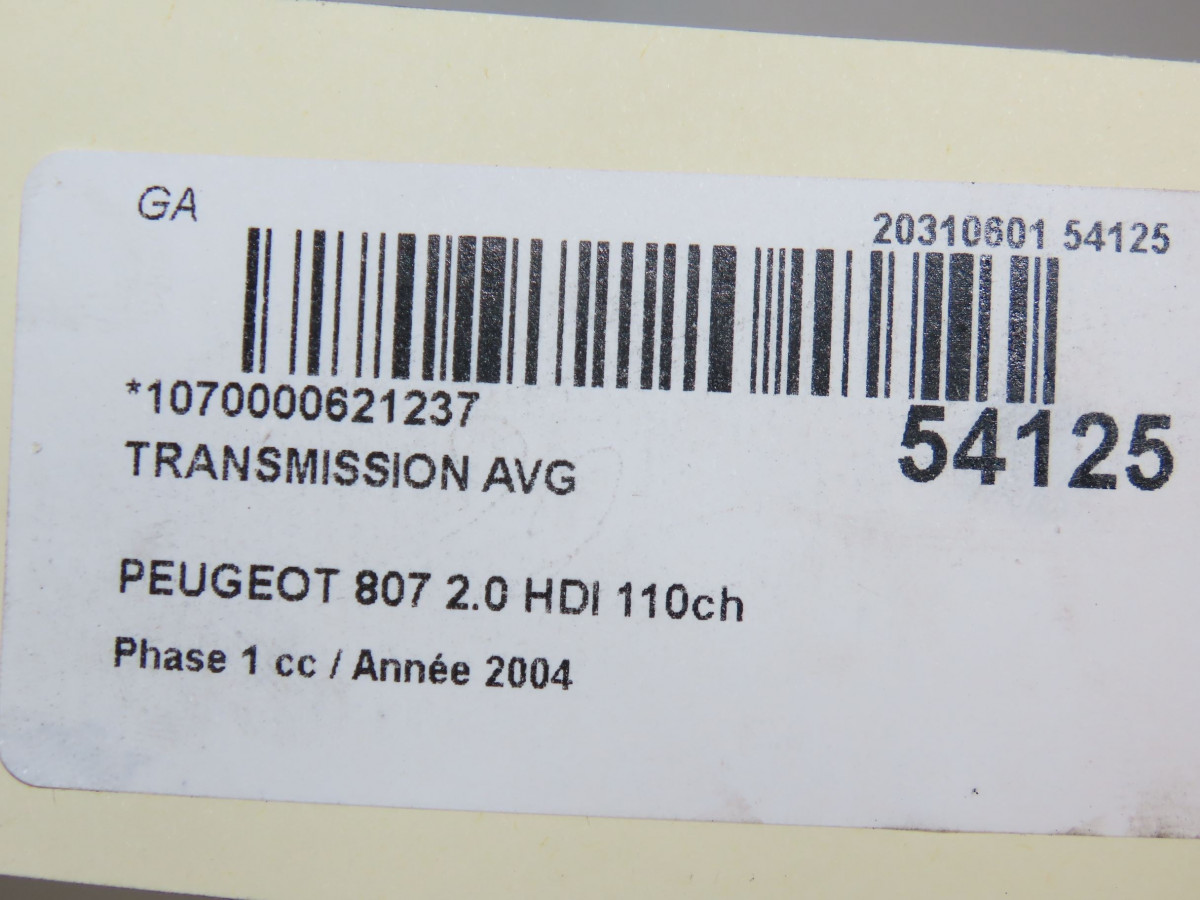 GA
20310601 54125
*1070000621237
54125
TRANSMISSION AVG
PEUGEOT 807 2.0 HDI 110ch
Phase 1 cc / Année 2004